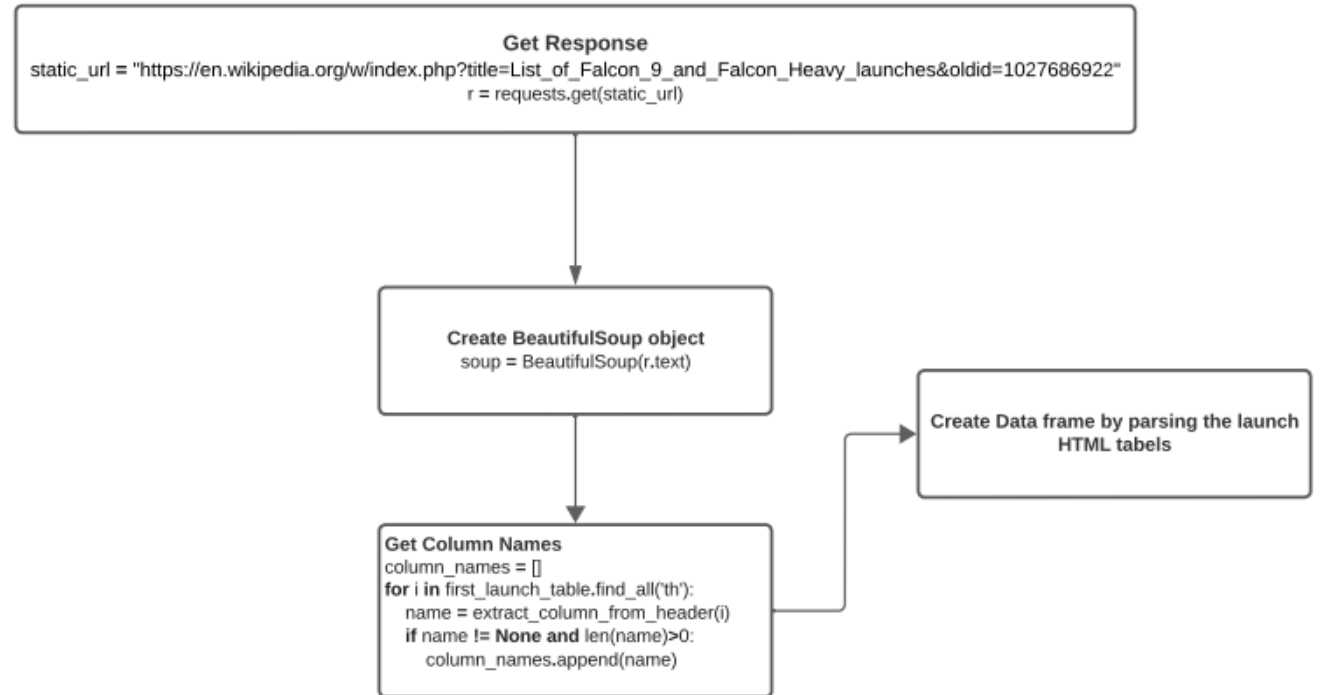 Get Response
static_url = "https://en.wikipedia.org/w/index.php?title=List_of_Falcon_9_and_Falcon_Heavy_launches&oldid=1027686922"
r = requests.get(static_url)
Create BeautifulSoup object
soup = BeautifulSoup(r.text)
Get Column Names
column_names = []
for i in first_launch_table.find_all('th'):
    name = extract_column_from_header(i)
    if name != None and len(name)>0:
        column_names.append(name)
Create Data frame by parsing the launch
HTML tabels